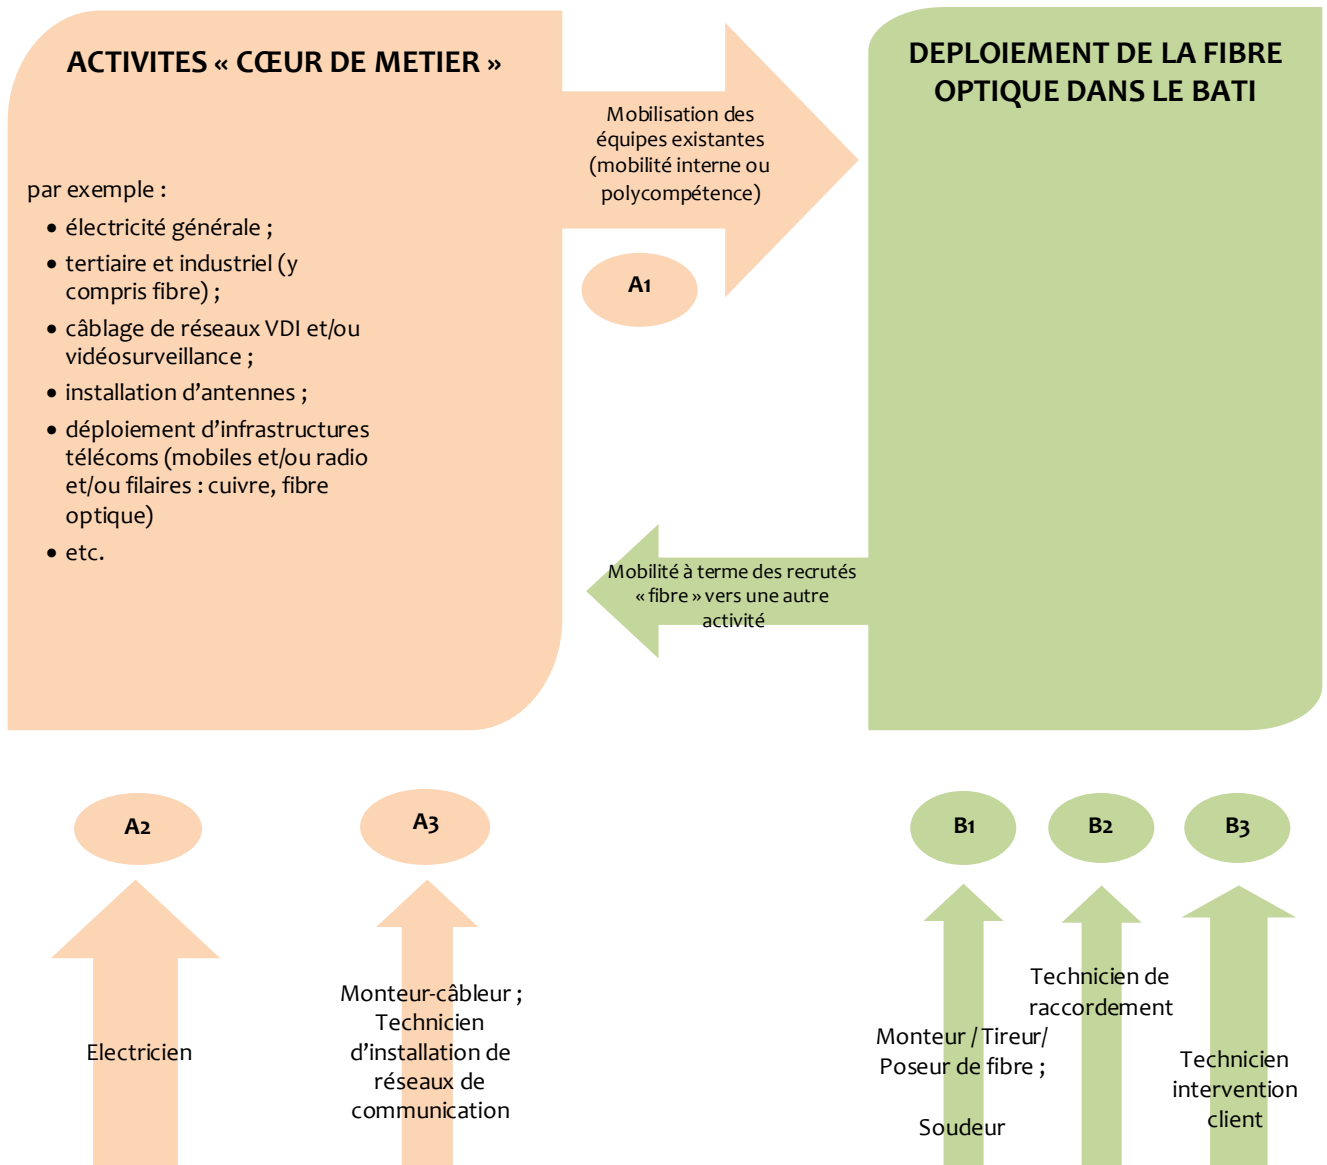 ACTIVITES « CŒUR DE METIER »
par exemple :
• électricité générale ;
• tertiaire et industriel (y
compris fibre) ;
• câblage de réseaux VDI et/ou
vidéosurveillance ;
• installation d’antennes ;
• déploiement d’infrastructures
télécoms (mobiles et/ou radio
et/ou filaires : cuivre, fibre
optique)
• etc.
Mobilisation des
équipes existantes
(mobilité interne ou
polycompétence)
A1
DEPLOIEMENT DE LA FIBRE
OPTIQUE DANS LE BATI
Mobilité à terme des recrutés
« fibre » vers une autre
activité
A2
A3
B1
B2
B3
Electricien
Monteur-câbleur ;
Technicien
d’installation de
réseaux de
communication
Monteur / Tireur/
Poseur de fibre ;
Soudeur
Technicien de
raccordement
Technicien
intervention
client